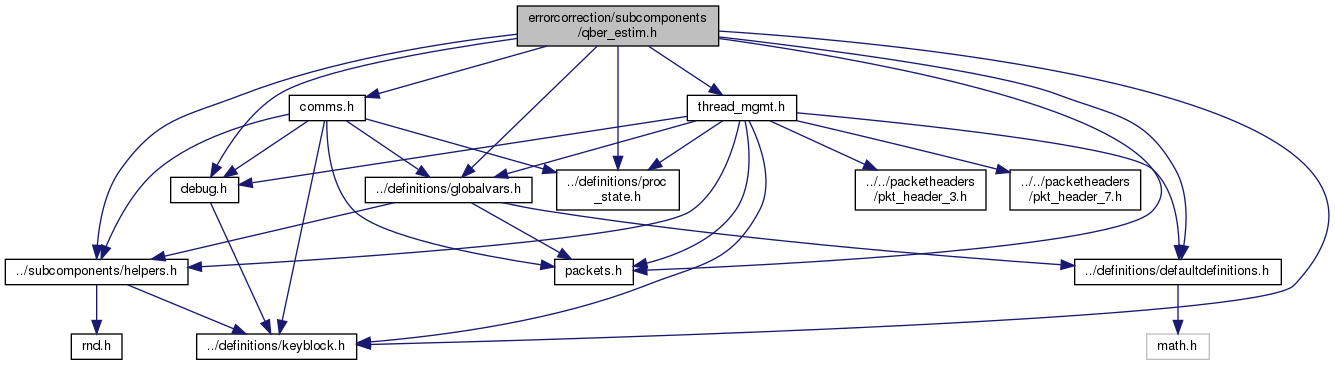 errorcorrection/subcomponents
/qber_estim.h
comms.h
thread_mgmt.h
debug.h
../definitions/globalvars.h
../definitions/proc
_state.h
../../packetheaders
/pkt_header_3.h
../../packetheaders
/pkt_header_7.h
../subcomponents/helpers.h
packets.h
../definitions/defaultdefinitions.h
rnd.h
../definitions/keyblock.h
math.h